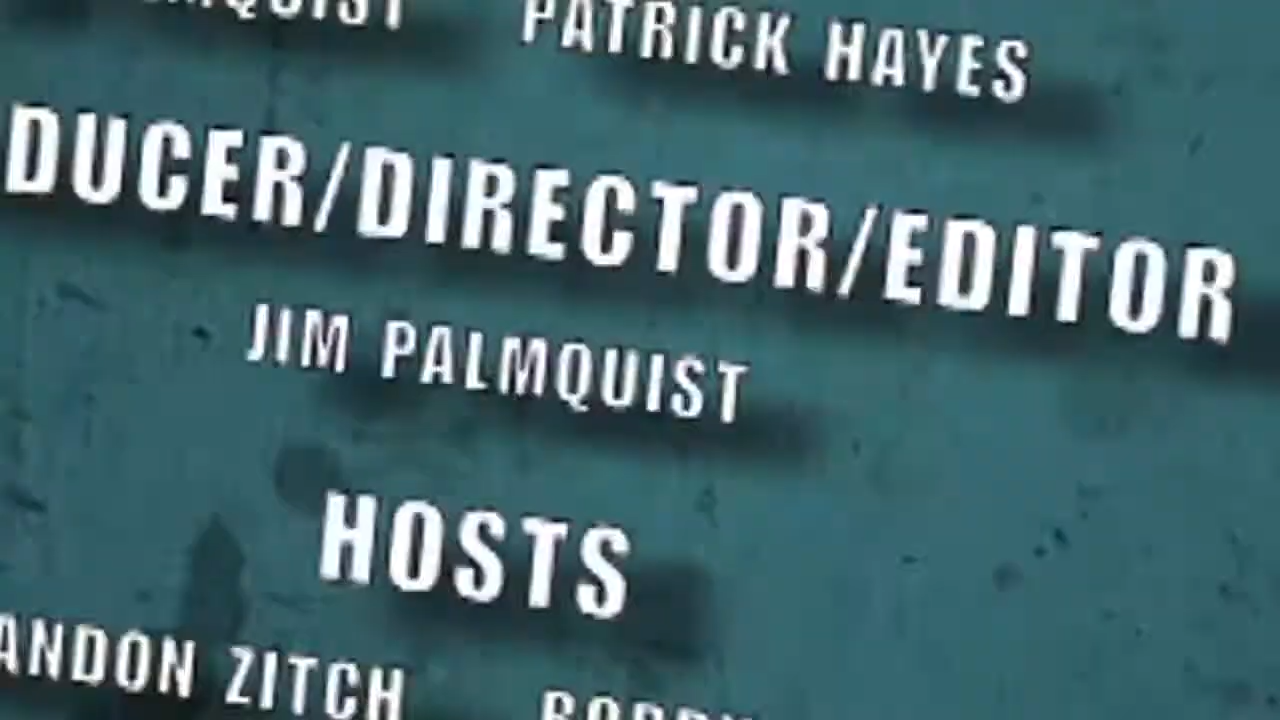 PATRICK HAYES
DUCER/DIRECTOR/EDITOR
JIM PALMQUIST
HOSTS
ANDON ZITCH